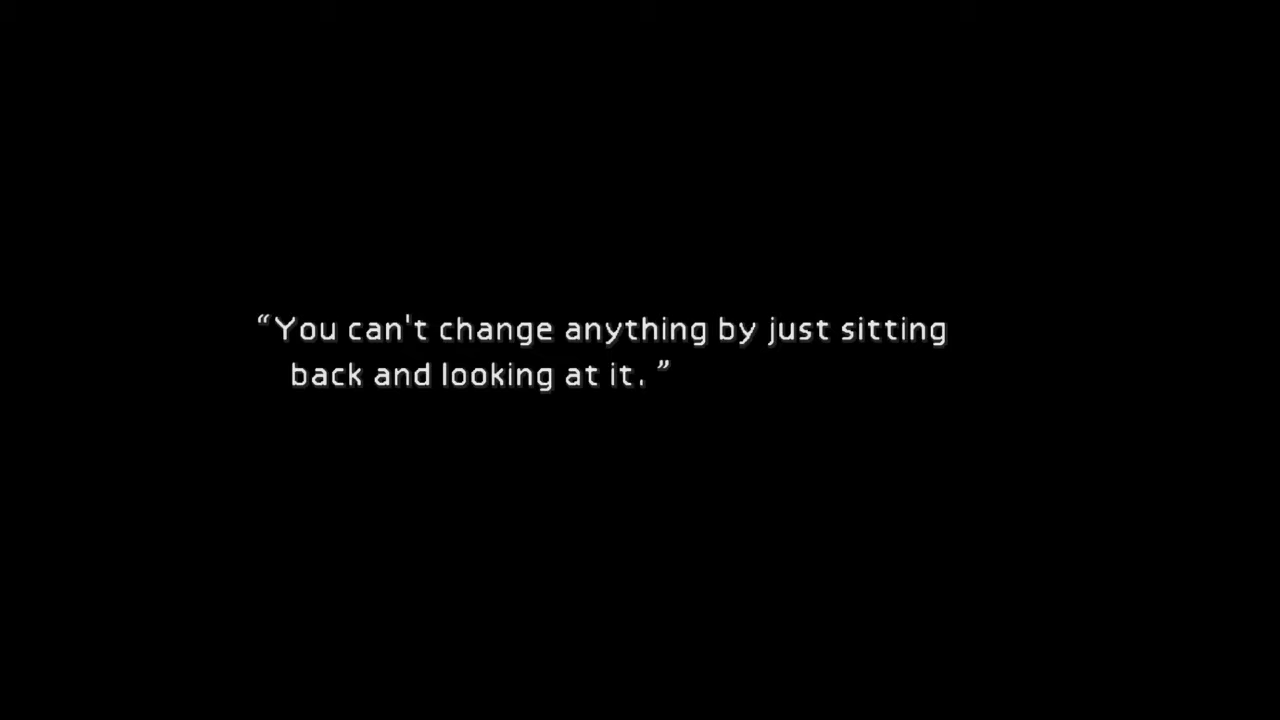 “You can't change anything by just sitting
back and looking at it. ”